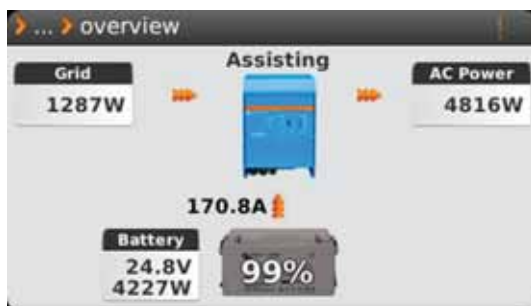 ... overview
Assisting
Grid
1287W
AC Power
4816W
170.8A
Battery
24.8V
4227W
99%